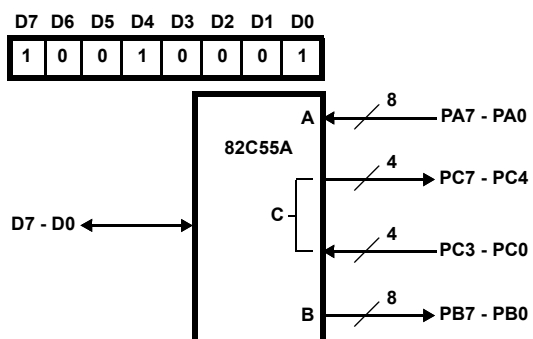 D7 D6 D5 D4 D3 D2 D1 D0
1 0 0 1 0 0 0 1
8
A
PA7 - PA0
82C55A
4
PC7 - PC4
C
D7 - D0
4
PC3 - PC0
8
B
PB7 - PB0